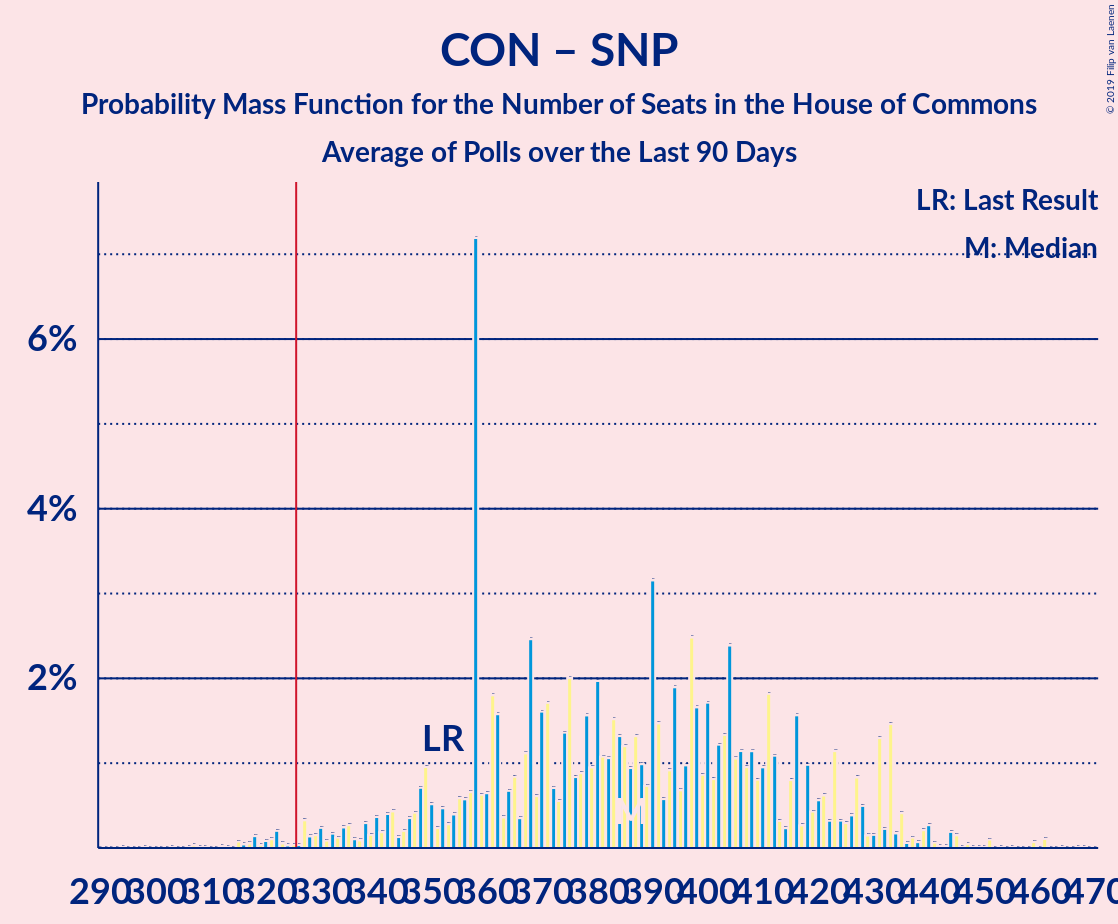 CON – SNP
Probability Mass Function for the Number of Seats in the House of Commons
Average of Polls over the Last 90 Days
© 2019 Filip van Laenen
LR: Last Result
M: Median
6%
4%
2%
LR
M
290 300 310 320 330 340 350 360 370 380 390 400 410 420 430 440 450 460 470